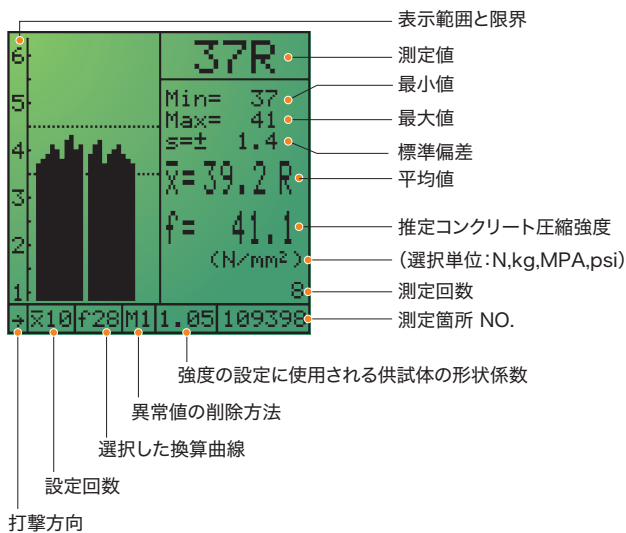 表示範囲と限界
6
37R
測定値
最小値
5
Min= 37
Max= 41
最大値
s=± 1.4
標準偏差
4
x̄=39.2 R
平均値
3
f= 41.1
推定コンクリート圧縮強度
2
(N/mm²)
(選択単位:N,kg,MPA,psi)
1
8
測定回数
→ x̄10 f28 M1 1.05 109398
測定箇所 NO.
強度の設定に使用される供試体の形状係数
異常値の削除方法
選択した換算曲線
設定回数
打撃方向